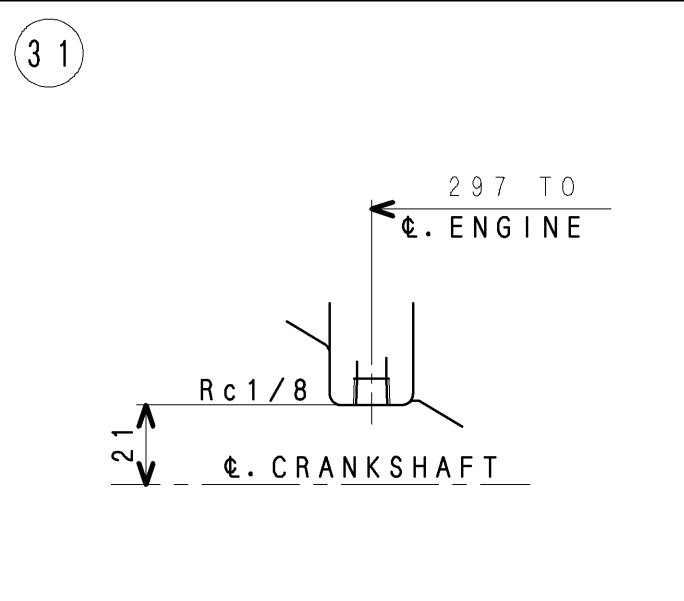 31
297 TO
℄. ENGINE
Rc1/8
21
℄. CRANKSHAFT